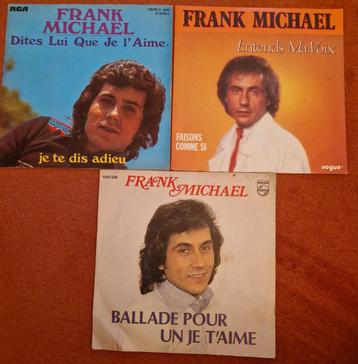 RCA
FRANK
MICHAEL
Dites Lui Que Je l'Aime
je te dis adieu
FRANK MICHAEL
Entends Ma Voix
FAISONS
COMME SI
vogue
FRANK
MICHAEL
PHILIPS
BALLADE POUR
UN JE T'AIME